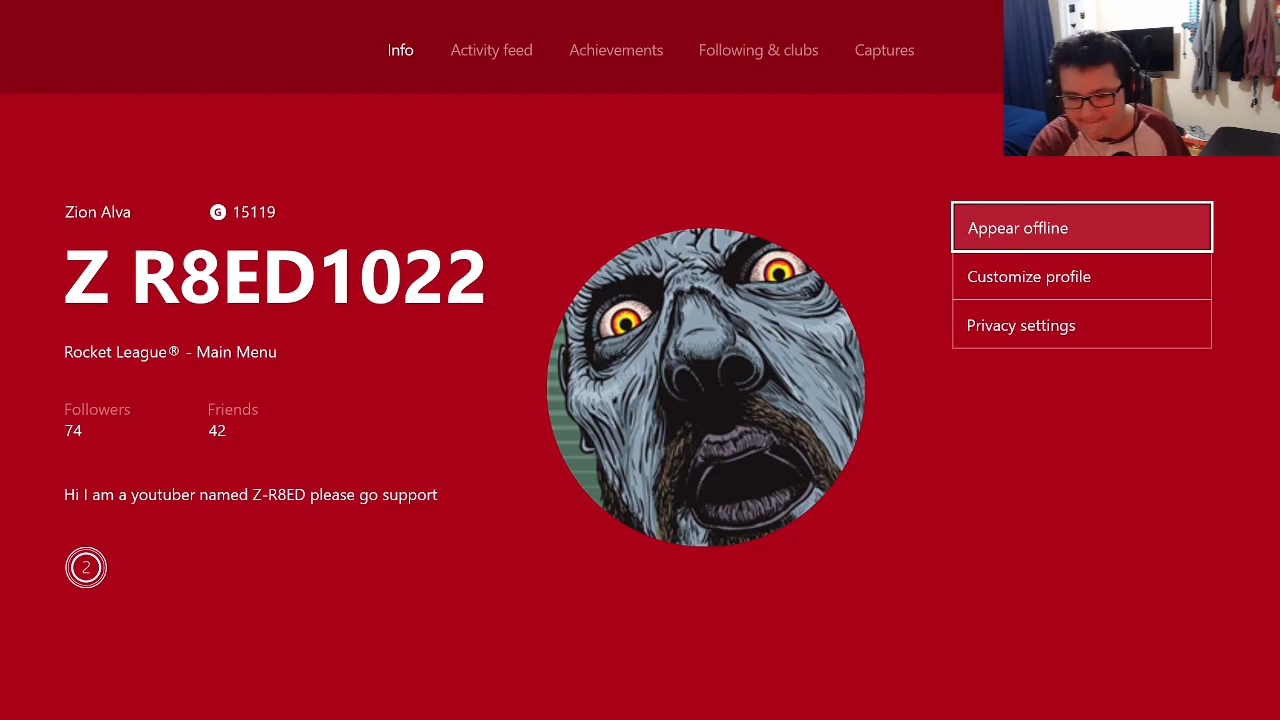 Info
Activity feed
Achievements
Following & clubs
Captures
Zion Alva
G 15119
Z R8ED1022
Rocket League® - Main Menu
Followers
Friends
74
42
Hi I am a youtuber named Z-R8ED please go support
2
Appear offline
Customize profile
Privacy settings